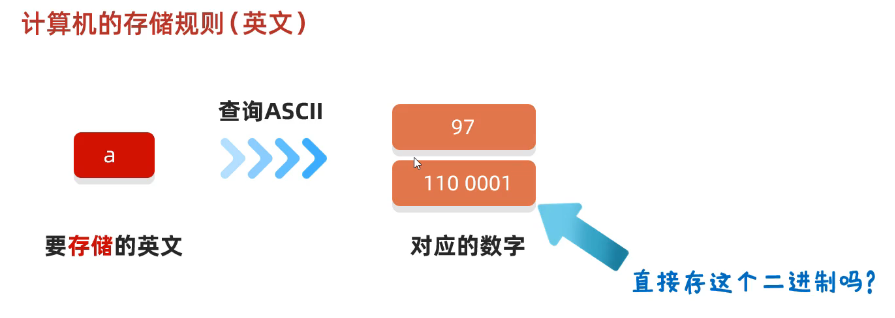 计算机的存储规则(英文)
查询ASCII
a
97
110 0001
要存储的英文
对应的数字
直接存这个二进制吗?